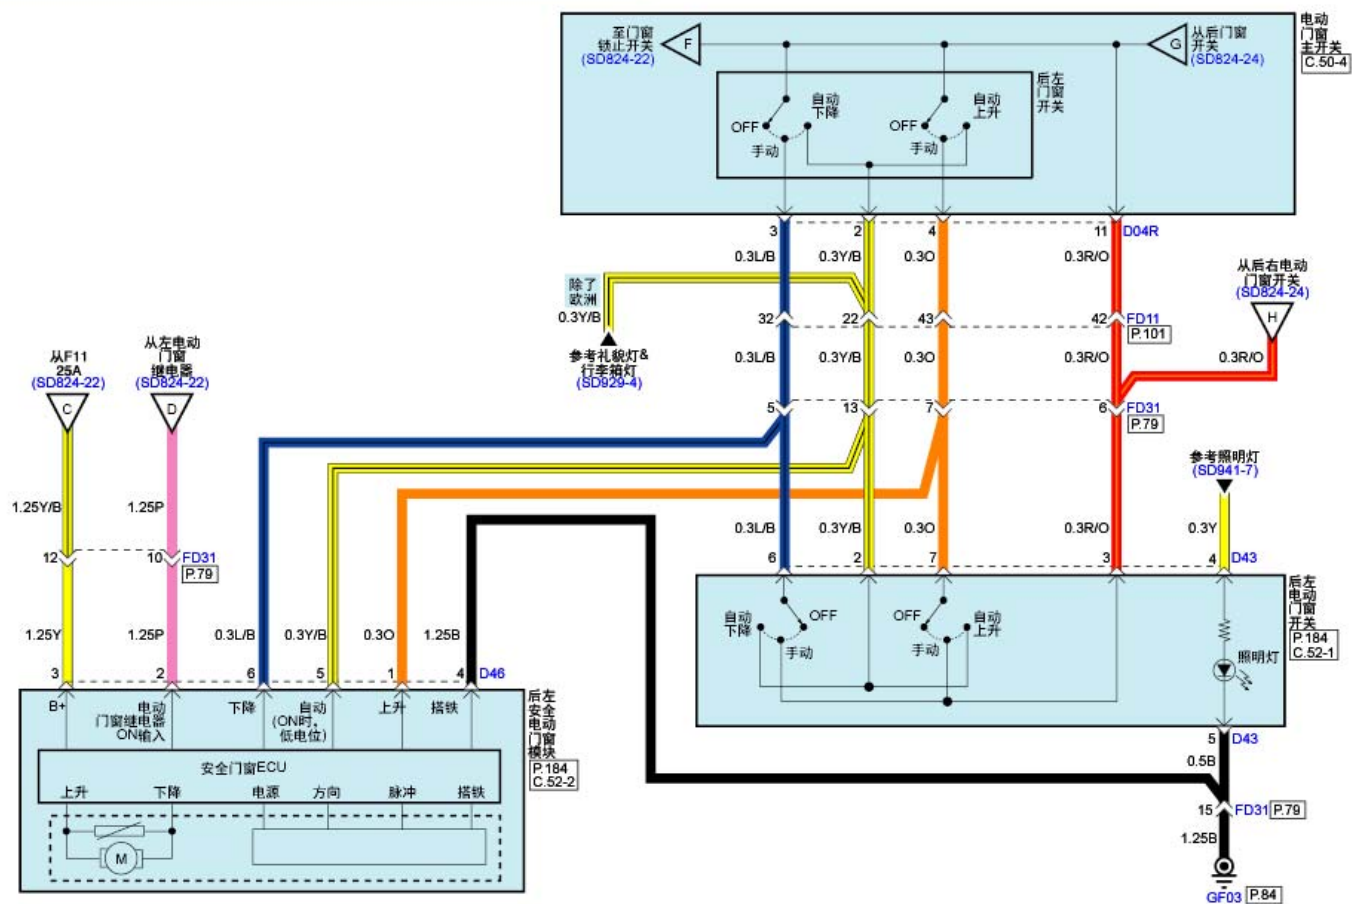 至门窗
锁止开关
(SD824-22)
F
G
从后门窗
开关
(SD824-24)
电动
门窗
主开关
C.50-4
后左
门窗
开关
OFF
自动
下降
手动
OFF
自动
上升
手动
3
2
4
11
D04R
0.3L/B
0.3Y/B
0.3O
0.3R/O
除了
欧洲
0.3Y/B
参考礼貌灯&
行李箱灯
(SD929-4)
32
22
43
42
FD11
P.101
从后右电动
门窗开关
(SD824-24)
H
0.3R/O
0.3L/B
0.3Y/B
0.3O
0.3R/O
5
13
7
6
FD31
P.79
从F11
25A
(SD824-22)
C
从左电动
门窗
继电器
(SD824-22)
D
1.25Y/B
1.25P
12
10
FD31
P.79
1.25Y
1.25P
0.3L/B
0.3Y/B
0.3O
1.25B
3
2
6
5
1
4
D46
参考照明灯
(SD941-7)
0.3L/B
0.3Y/B
0.3O
0.3R/O
0.3Y
6
2
7
3
4
D43
自动
下降
OFF
手动
OFF
自动
上升
手动
照明灯
后左
电动
门窗
开关
P.184
C.52-1
5
D43
0.5B
15
FD31
P.79
1.25B
GF03
P.84
B+
电动
门窗继电器
ON输入
下降
自动
(ON时,
低电位)
上升
搭铁
后左
安全
电动
门窗
模块
P.184
C.52-2
安全门窗ECU
上升
下降
电源
方向
脉冲
搭铁
M